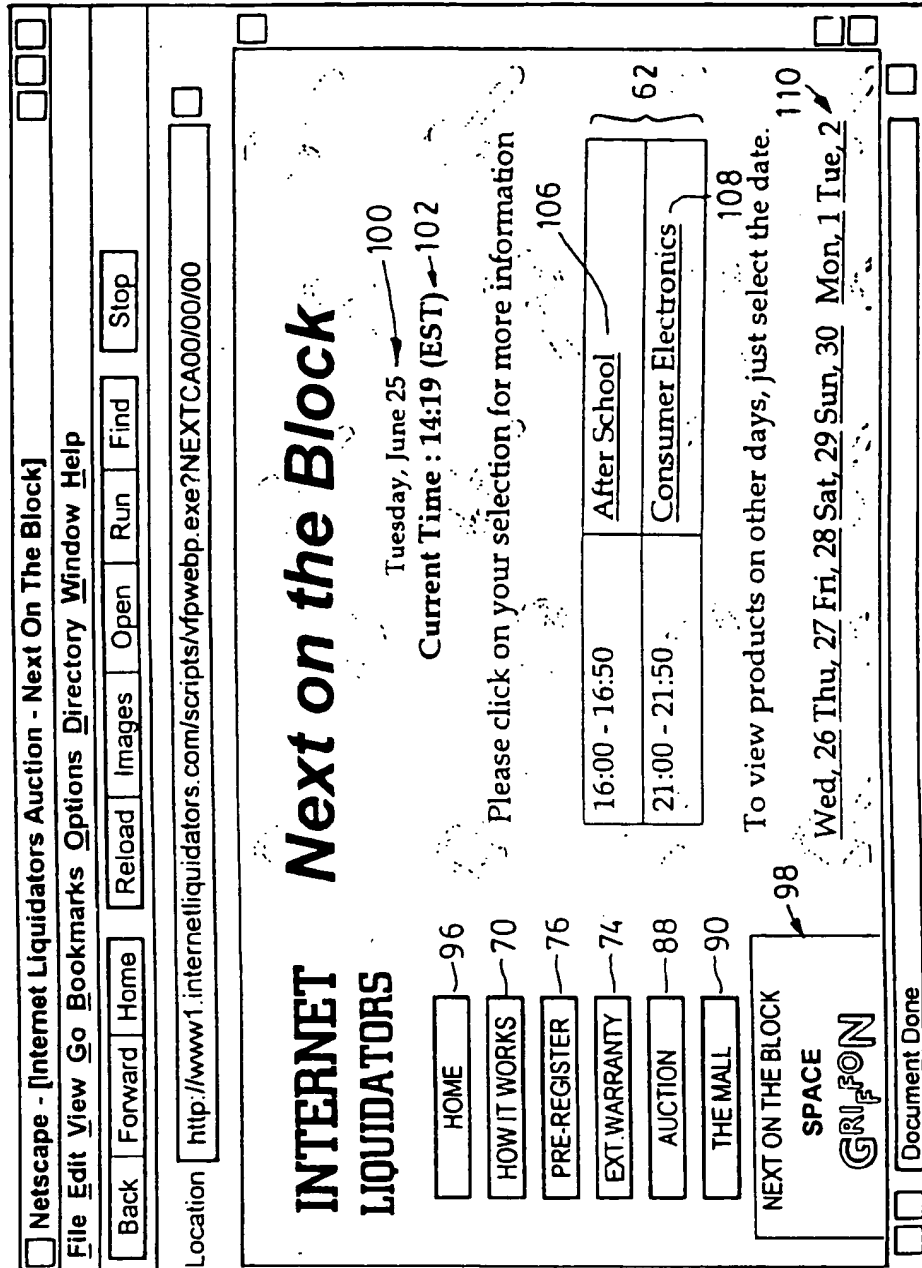 Netscape - [Internet Liquidators Auction - Next On The Block]
File Edit View Go Bookmarks Options Directory Window Help
Back Forward Home Reload Images Open Run Find Stop
Location http://www1.internetliquidators.com/scripts/vfpwebp.exe?NEXTCA00/00/00
INTERNET
LIQUIDATORS
Next on the Block
Tuesday, June 25 100
Current Time : 14:19 (EST) 102
Please click on your selection for more information
HOME 96
HOW IT WORKS 70
PRE-REGISTER 76
EXT.WARRANTY 74
AUCTION 88
THE MALL 90
106
16:00 - 16:50 After School
21:00 - 21:50 Consumer Electronics
62
108
To view products on other days, just select the date.
Wed, 26 Thu, 27 Fri, 28 Sat, 29 Sun, 30 Mon, 1 Tue, 2
110
98
NEXT ON THE BLOCK
SPACE
GRIFFON
Document Done